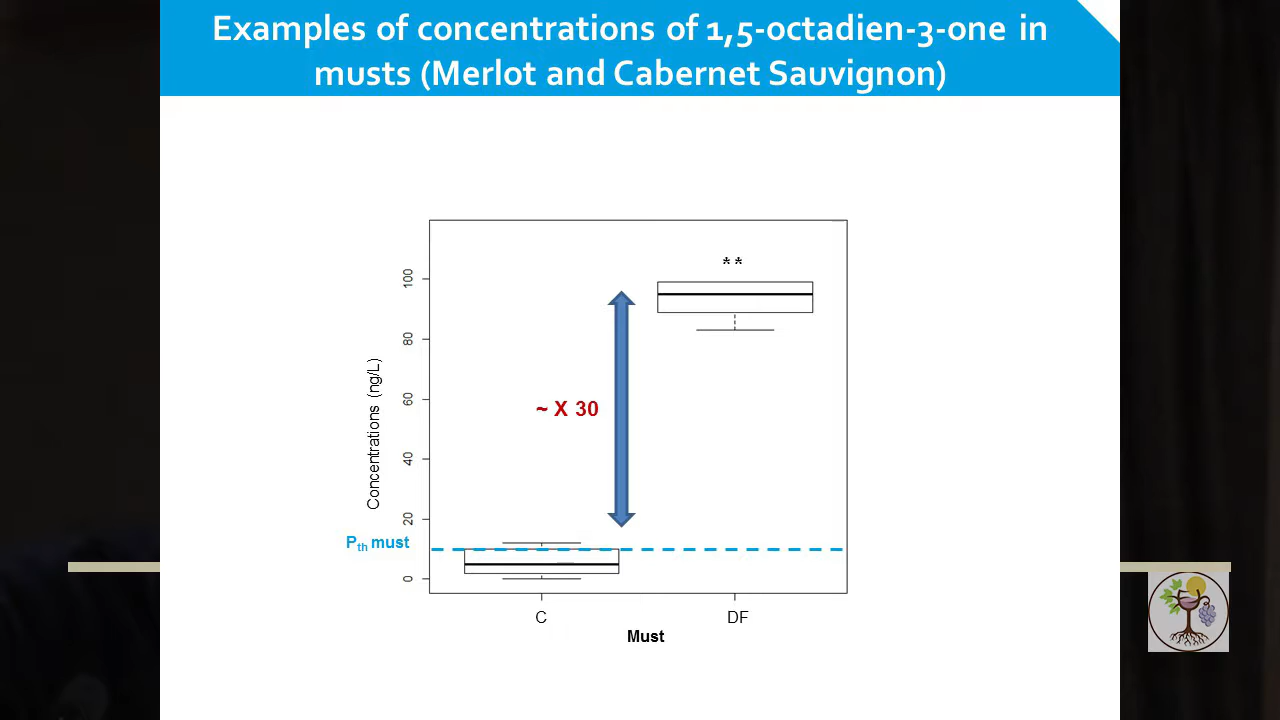 Examples of concentrations of 1,5-octadien-3-one in
musts (Merlot and Cabernet Sauvignon)
**
100
80
60
40
20
0
Concentrations (ng/L)
~ X 30
Pth must
C
DF
Must